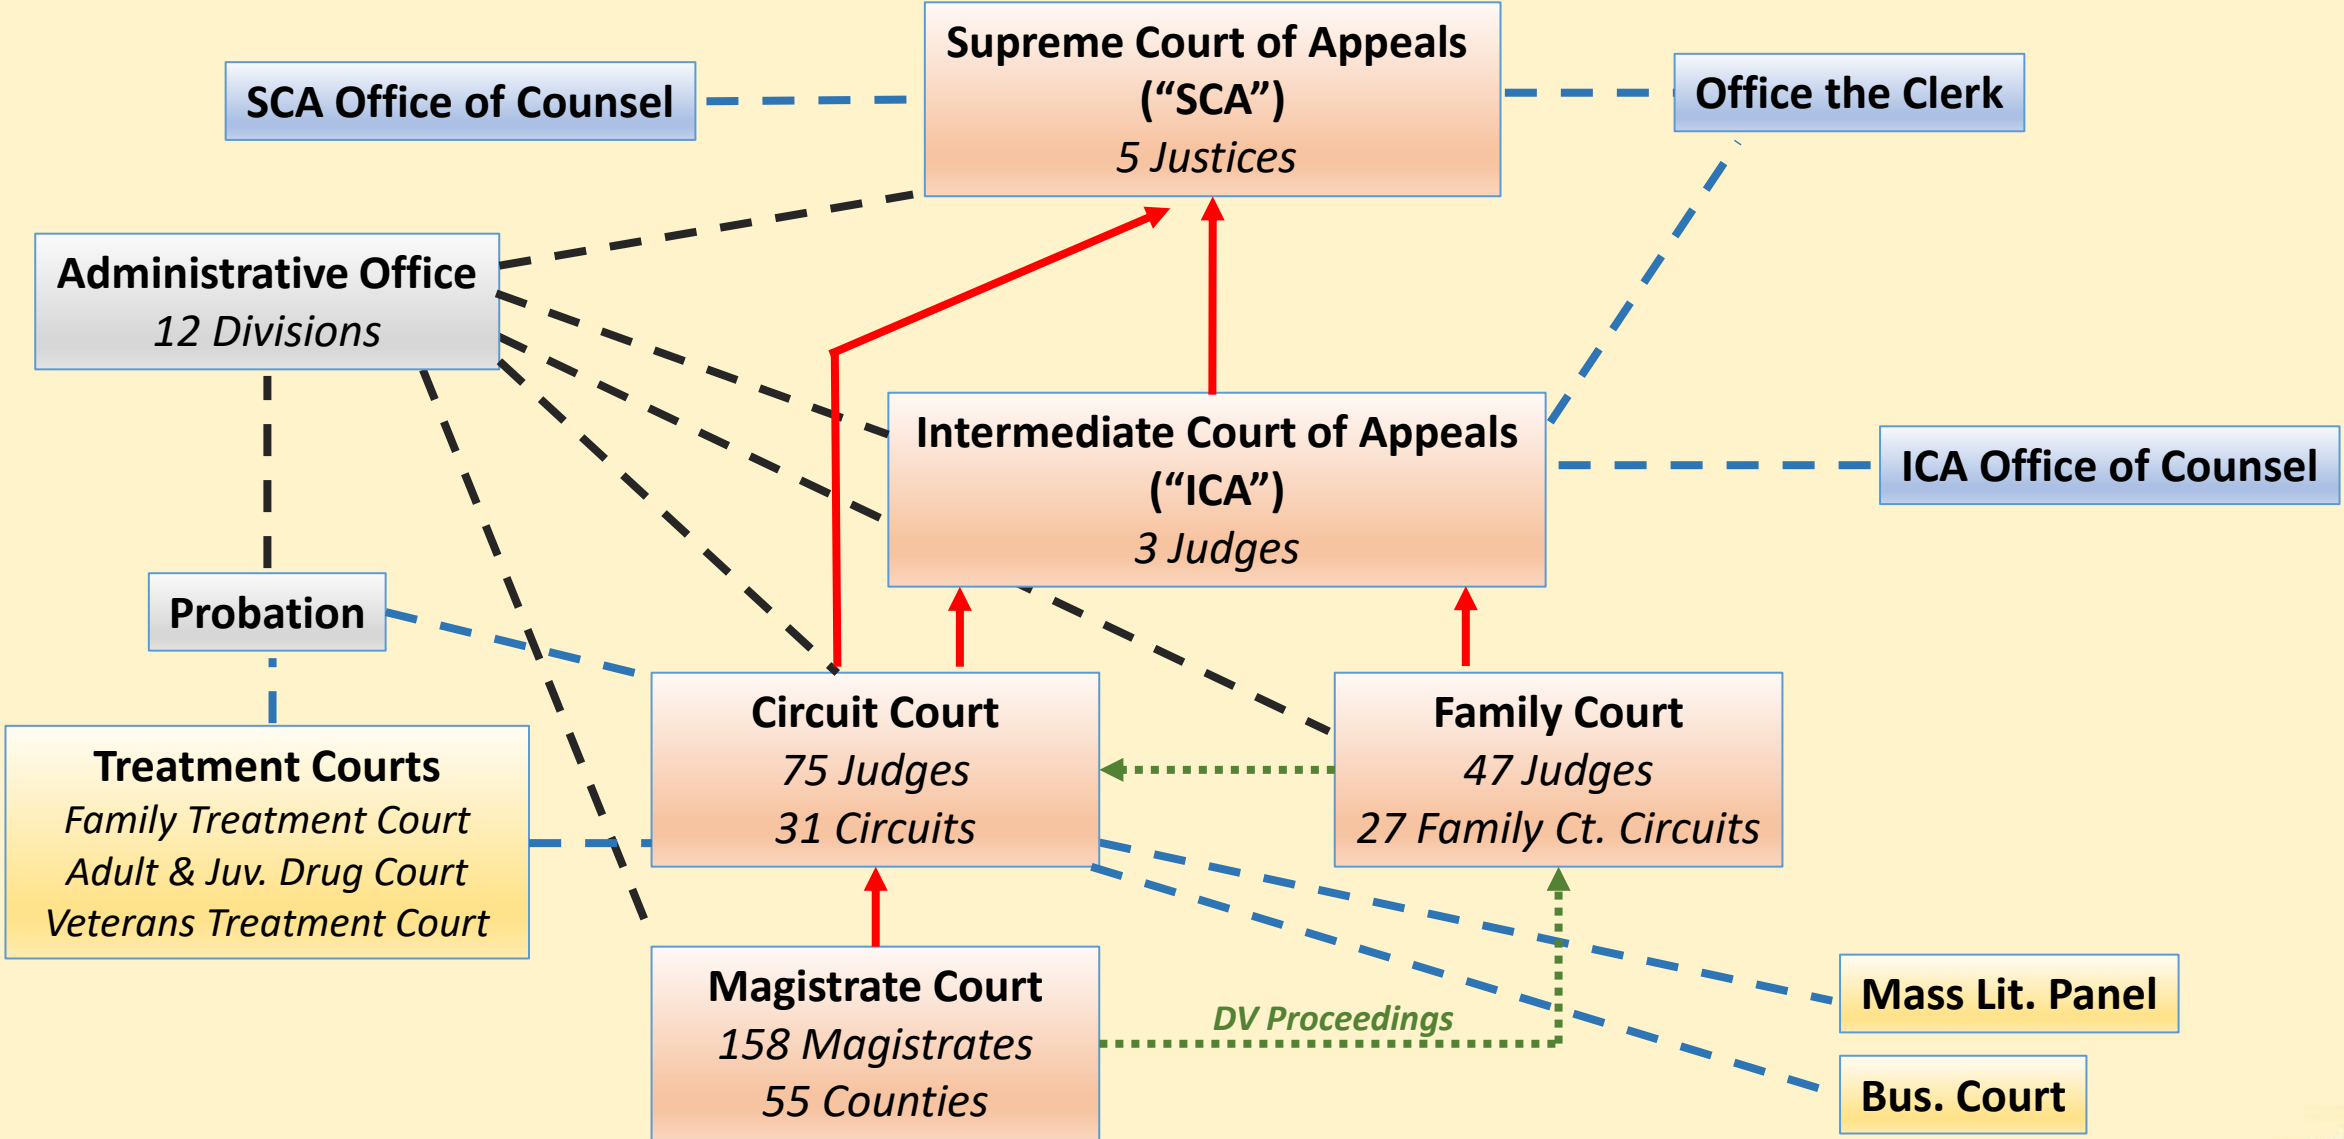 Supreme Court of Appeals
(“SCA”)
5 Justices
SCA Office of Counsel
Office the Clerk
Administrative Office
12 Divisions
Intermediate Court of Appeals
(“ICA”)
3 Judges
ICA Office of Counsel
Probation
Circuit Court
75 Judges
31 Circuits
Family Court
47 Judges
27 Family Ct. Circuits
Treatment Courts
Family Treatment Court
Adult & Juv. Drug Court
Veterans Treatment Court
Magistrate Court
158 Magistrates
55 Counties
DV Proceedings
Mass Lit. Panel
Bus. Court